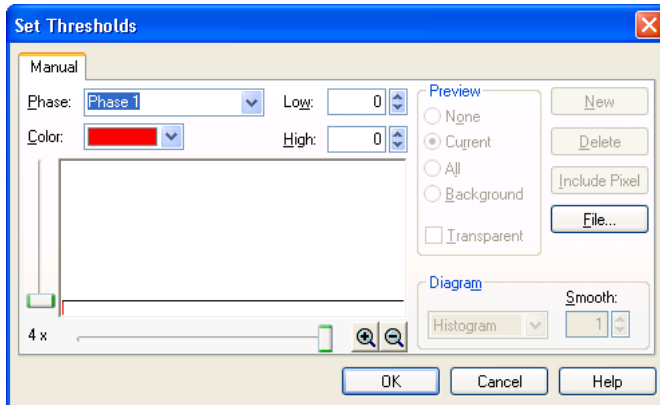 Set Thresholds
Manual
Phase: Phase 1 Low: 0
Color: High: 0
4 x
Preview
None
Current
All
Background
Transparent
New
Delete
Include Pixel
File...
Diagram
Histogram
Smooth:
1
OK Cancel Help